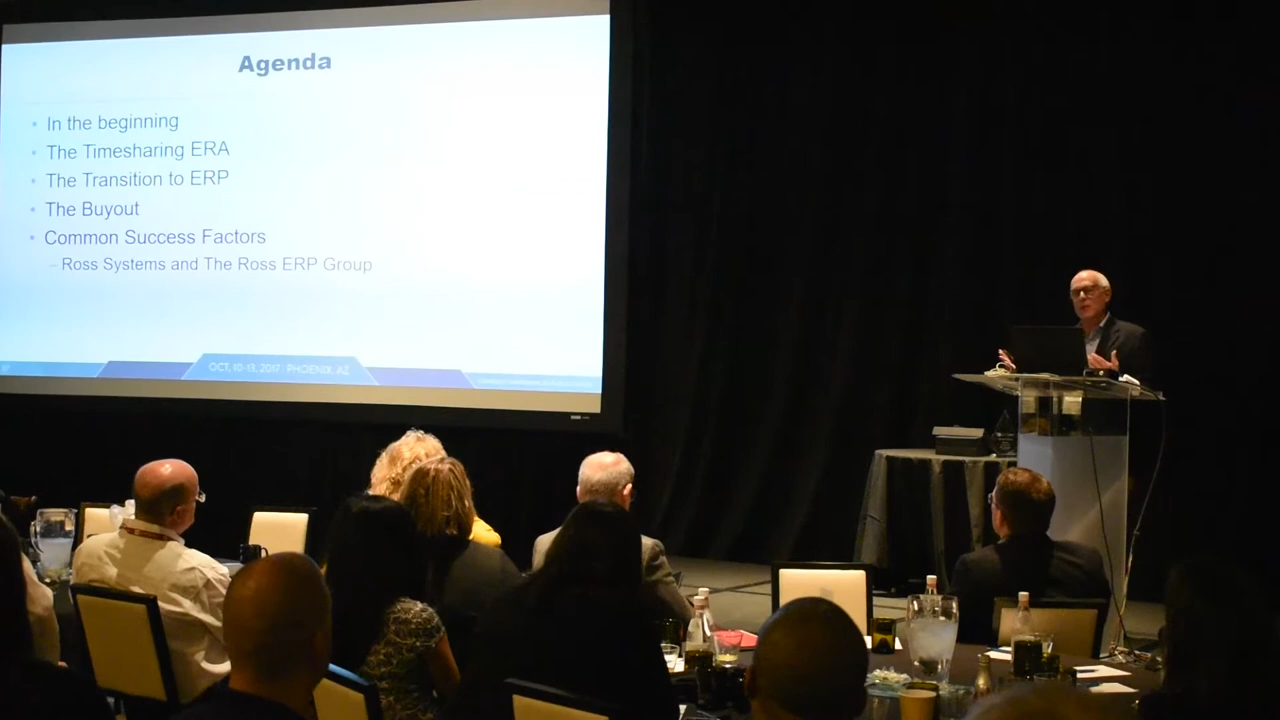 Agenda
• In the beginning
• The Timesharing ERA
• The Transition to ERP
• The Buyout
• Common Success Factors
– Ross Systems and The Ross ERP Group
OCT. 10-13, 2017 . PHOENIX, AZ